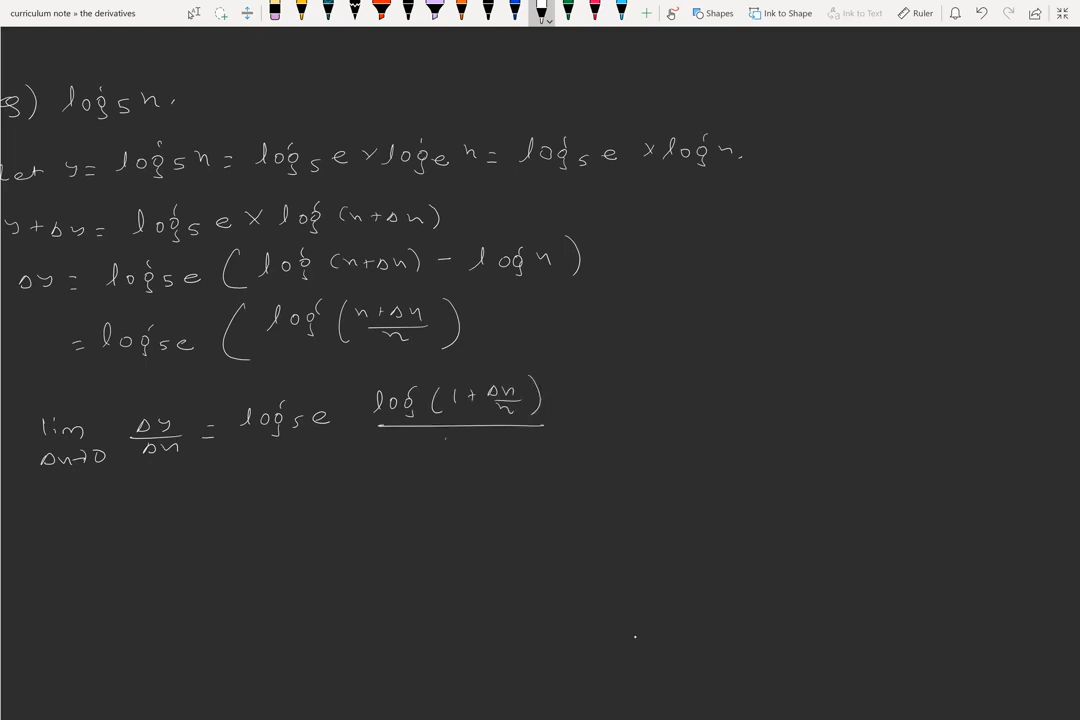 curriculum note » the derivatives
Shapes Ink to Shape Ink to Text Ruler
g) log₅ x.
Let y = log₅ x = log₅ e × logₑ x = log₅ e × log x.
y + Δy = log₅ e × log (x + Δx)
Δy = log₅ e ( log (x + Δx) - log x )
= log₅ e ( log ( (x + Δx)/x )
lim Δx→0 Δy/Δx = log₅ e log ( 1 + Δx/x )